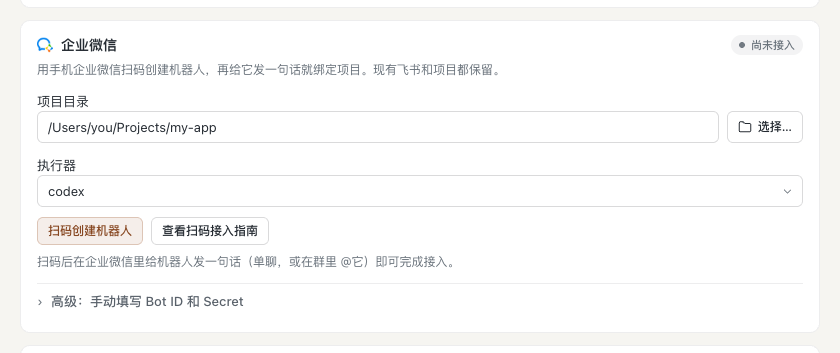 企业微信
尚未接入
用手机企业微信扫码创建机器人，再给它发一句话就绑定项目。现有飞书和项目都保留。
项目目录
/Users/you/Projects/my-app
选择...
执行器
codex
扫码创建机器人
查看扫码接入指南
扫码后在企业微信里给机器人发一句话（单聊，或在群里 @它）即可完成接入。
› 高级：手动填写 Bot ID 和 Secret